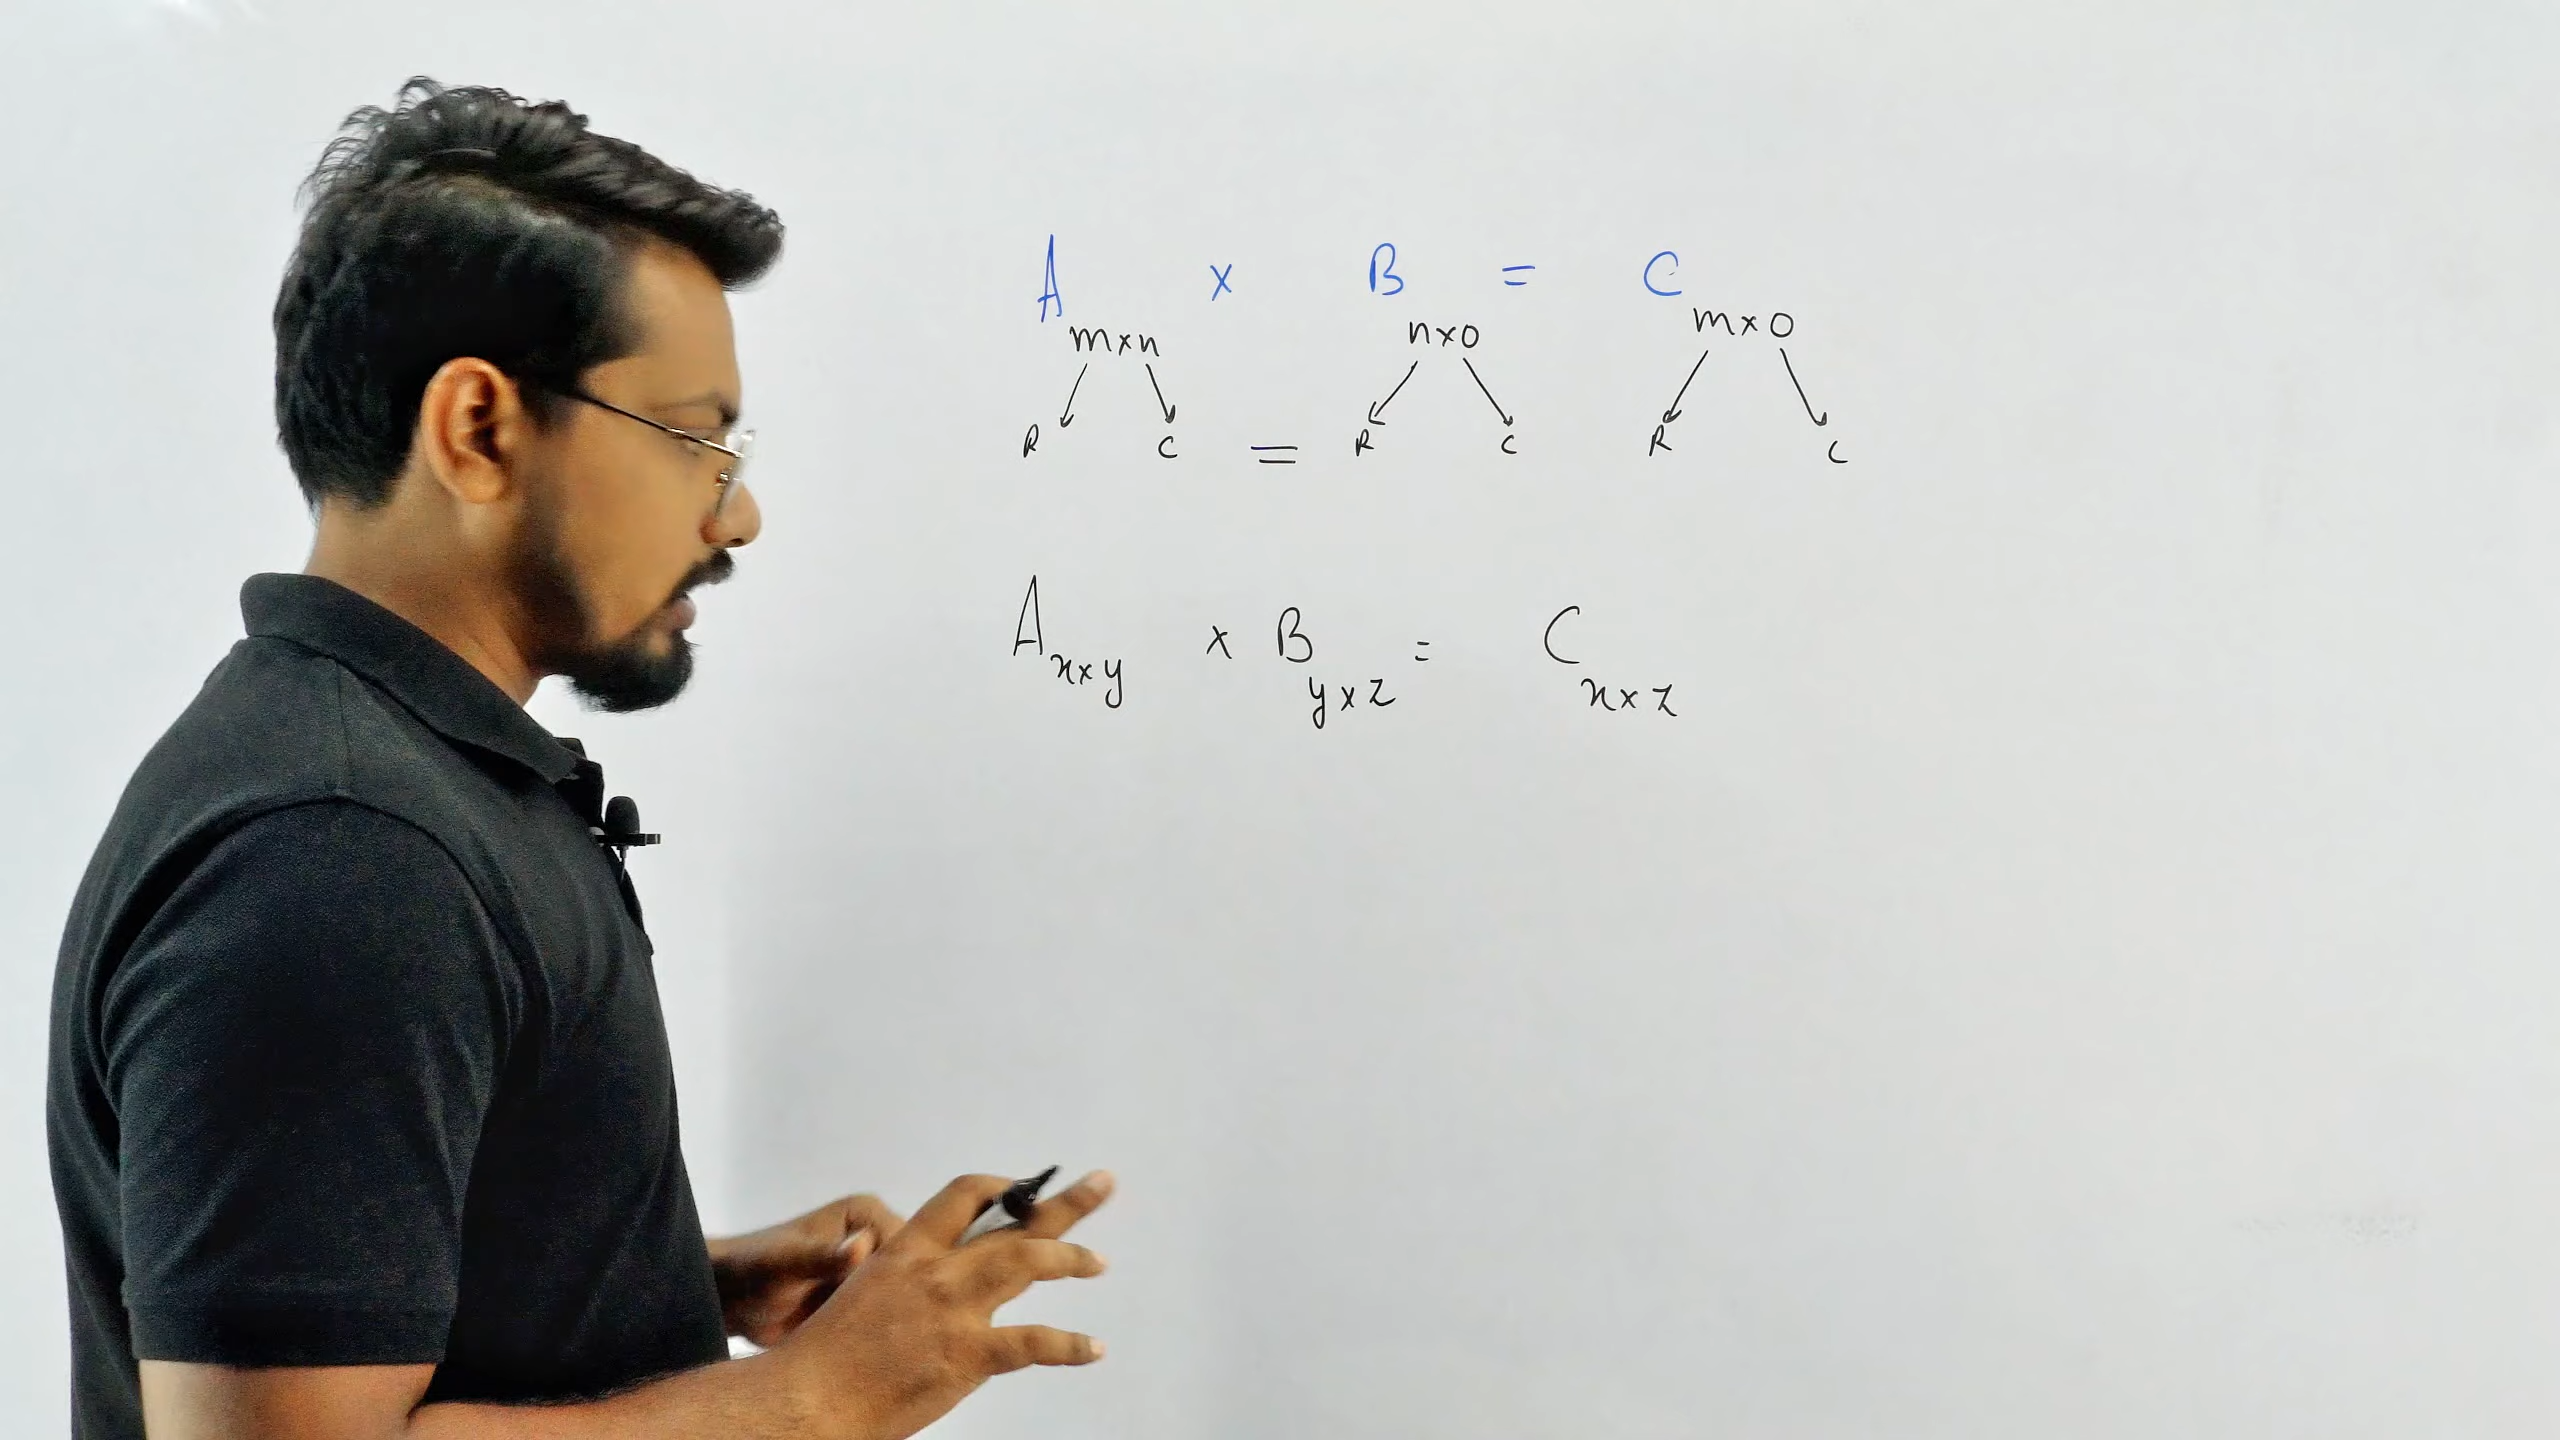 A × B = C
m×n n×o m×o
R C = R C R C
A x×y × B y×z = C x×z